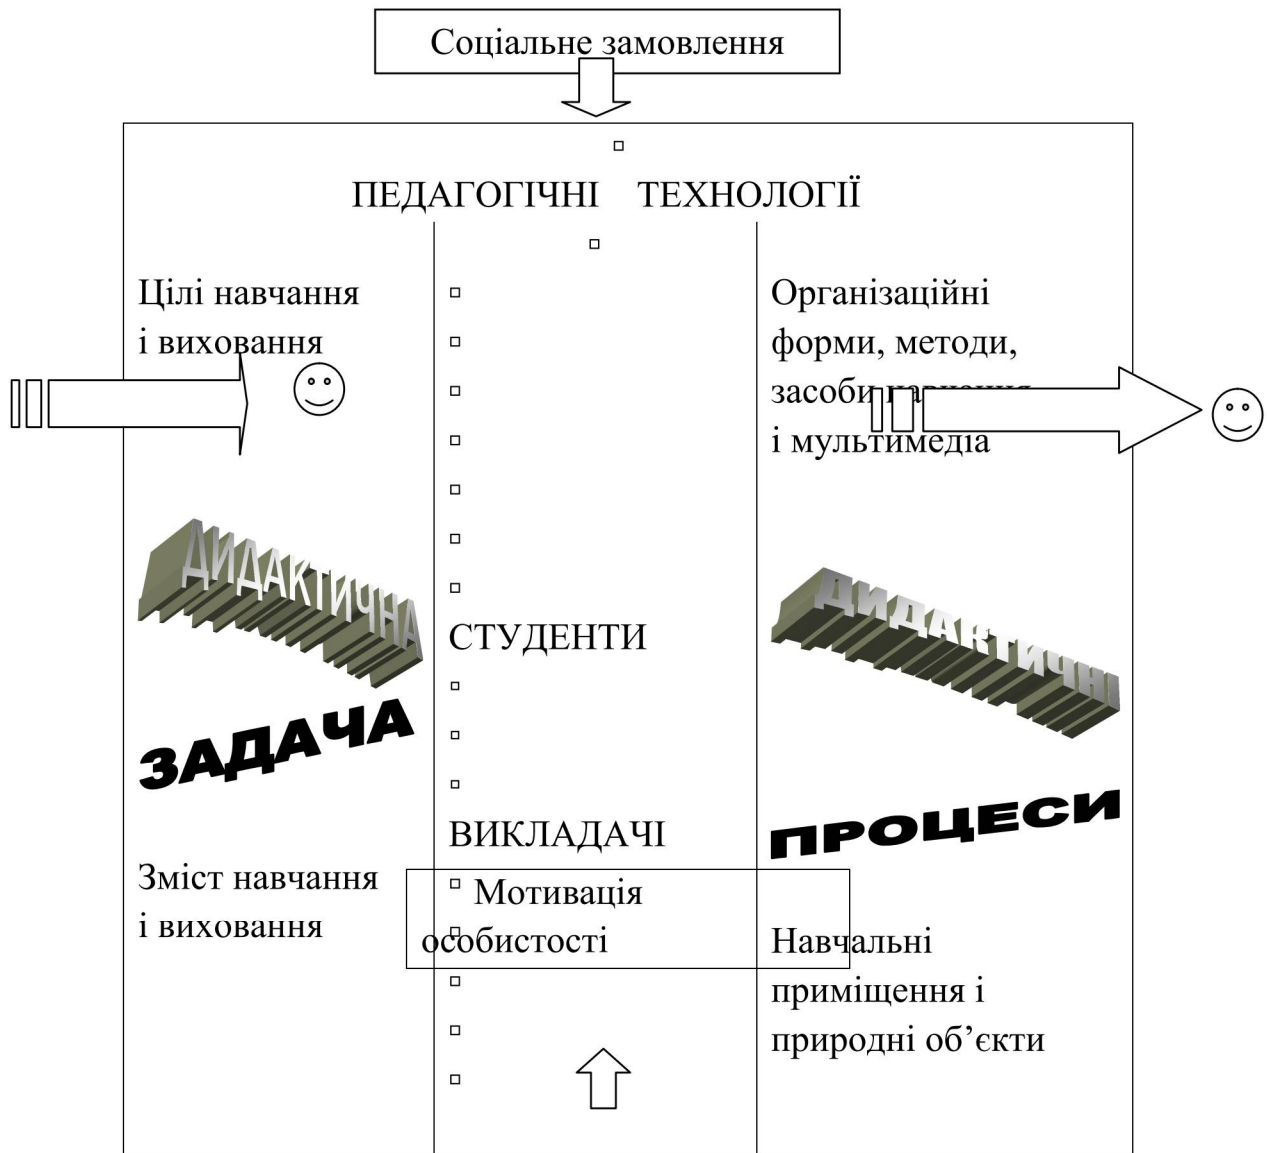 Соціальне замовлення
ПЕДАГОГІЧНІ ТЕХНОЛОГІЇ
Цілі навчання
і виховання
ДИДАКТИЧНА
ЗАДАЧА
Зміст навчання
і виховання
СТУДЕНТИ
ВИКЛАДАЧІ
Мотивація
особистості
Організаційні
форми, методи,
засоби навчання
і мультимедіа
ДИДАКТИЧНІ
ПРОЦЕСИ
Навчальні
приміщення і
природні об’єкти